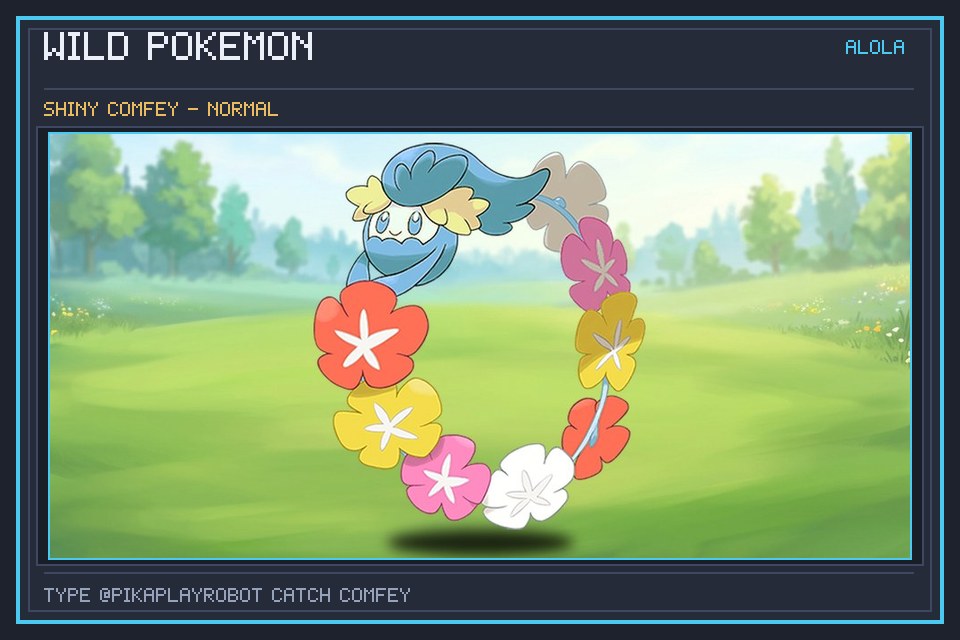 WILD POKEMON
ALOLA
SHINY COMFEY - NORMAL
TYPE @PIKAPLAYROBOT CATCH COMFEY